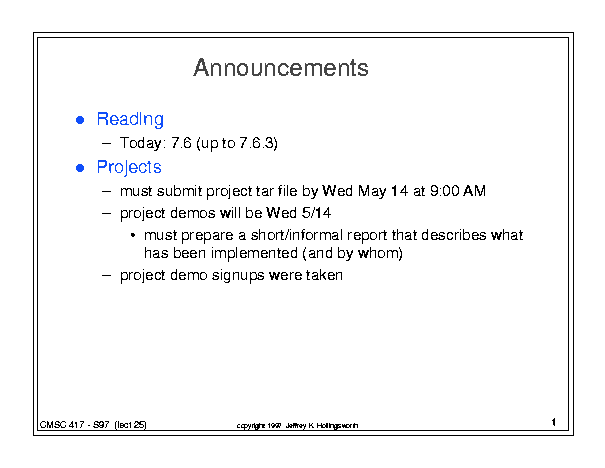 Announcements
● Reading
– Today: 7.6 (up to 7.6.3)
● Projects
– must submit project tar file by Wed May 14 at 9:00 AM
– project demos will be Wed 5/14
• must prepare a short/informal report that describes what
has been implemented (and by whom)
– project demo signups were taken
CMSC 417 - S97 (lect 25)
copyright 1997 Jeffrey K. Hollingsworth
1